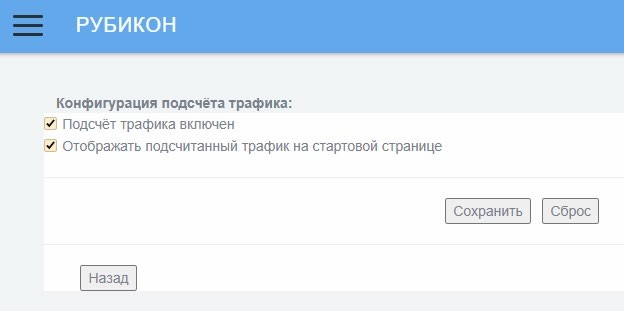 РУБИКОН
Конфигурация подсчёта трафика:
Подсчёт трафика включен
Отображать подсчитанный трафик на стартовой странице
Сохранить Сброс
Назад